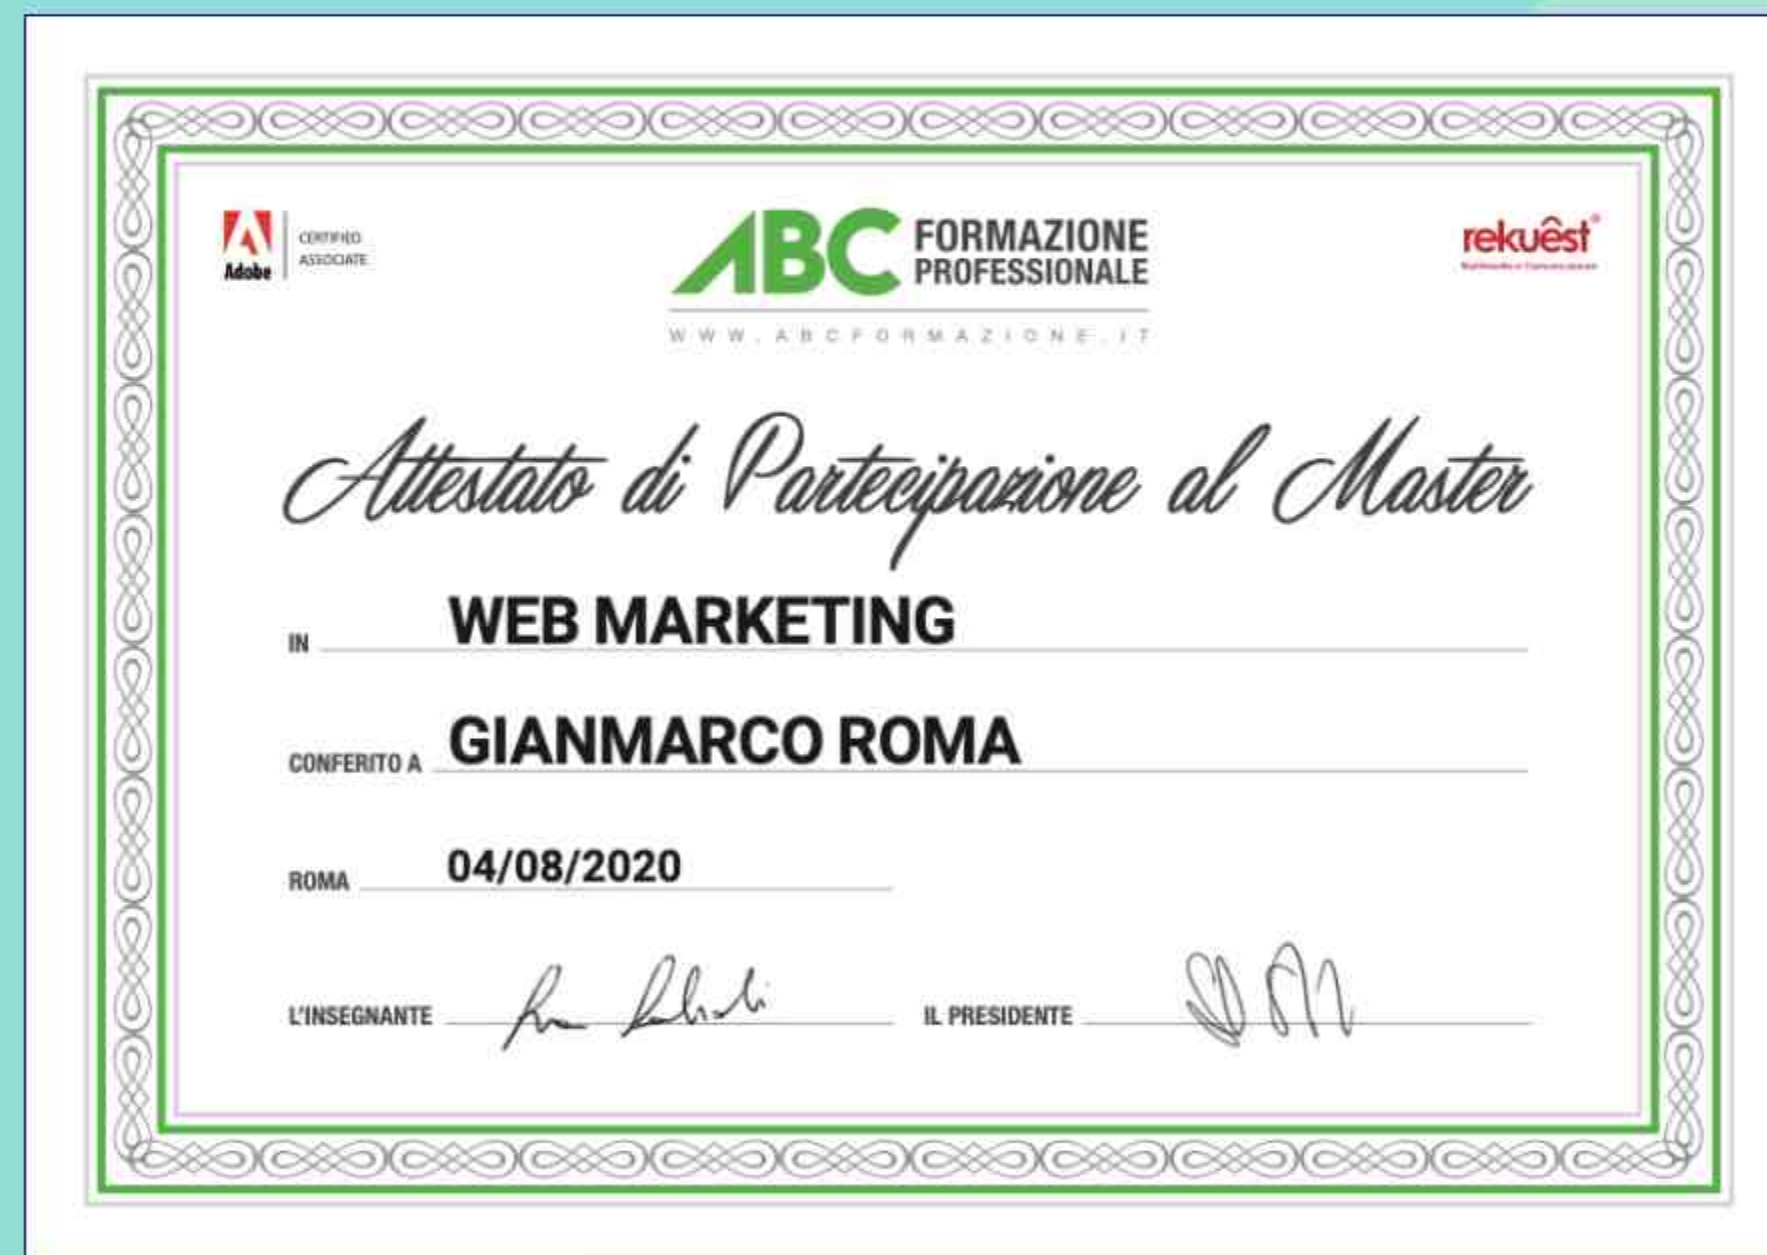 Adobe
CERTIFIED
ASSOCIATE
ABC FORMAZIONE
PROFESSIONALE
WWW.ABCFORMAZIONE.IT
rekuêst®
Attestato di Partecipazione al Master
IN WEB MARKETING
CONFERITO A GIANMARCO ROMA
ROMA 04/08/2020
L'INSEGNANTE
IL PRESIDENTE